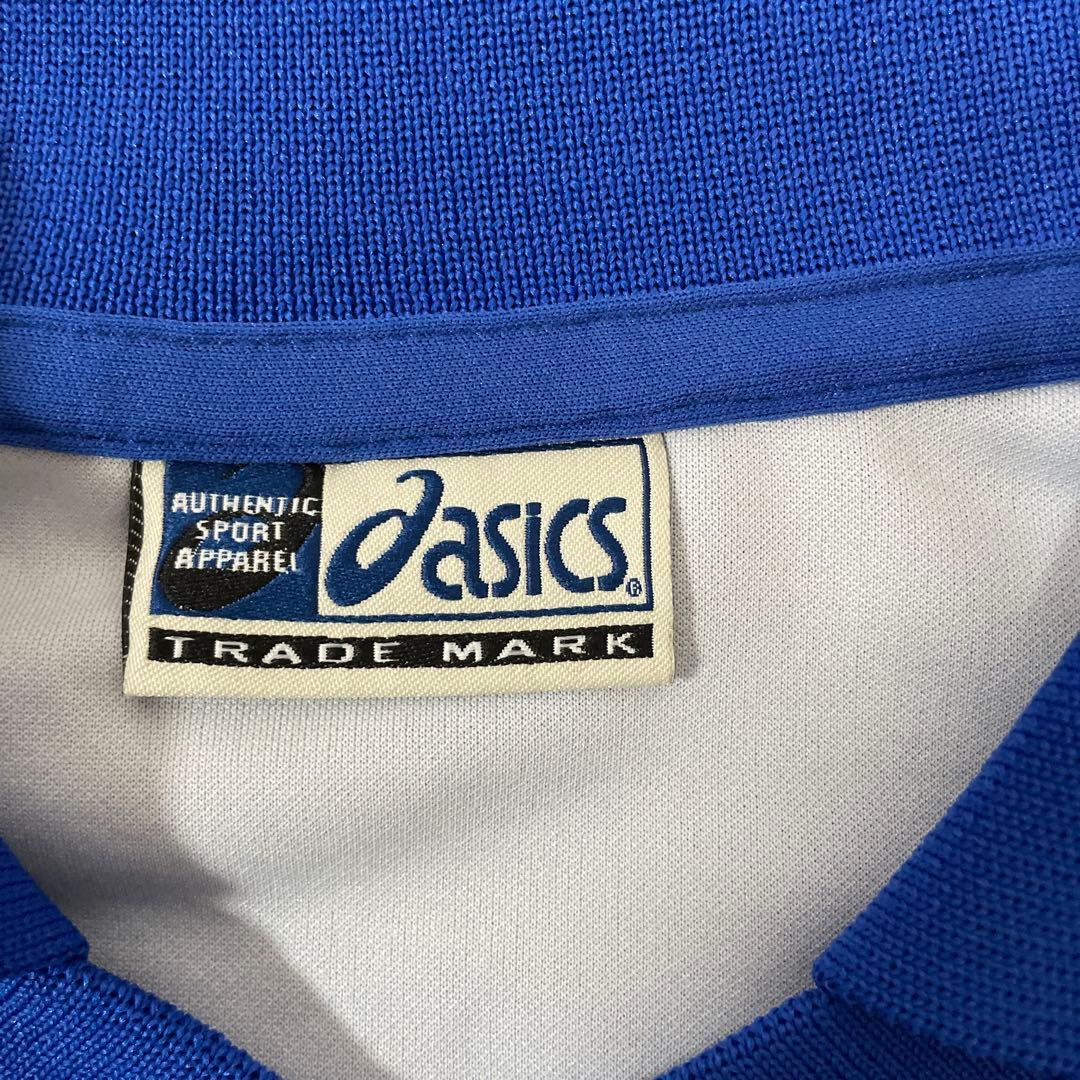 AUTHENTIC
SPORT
APPAREL
asics®
TRADE MARK